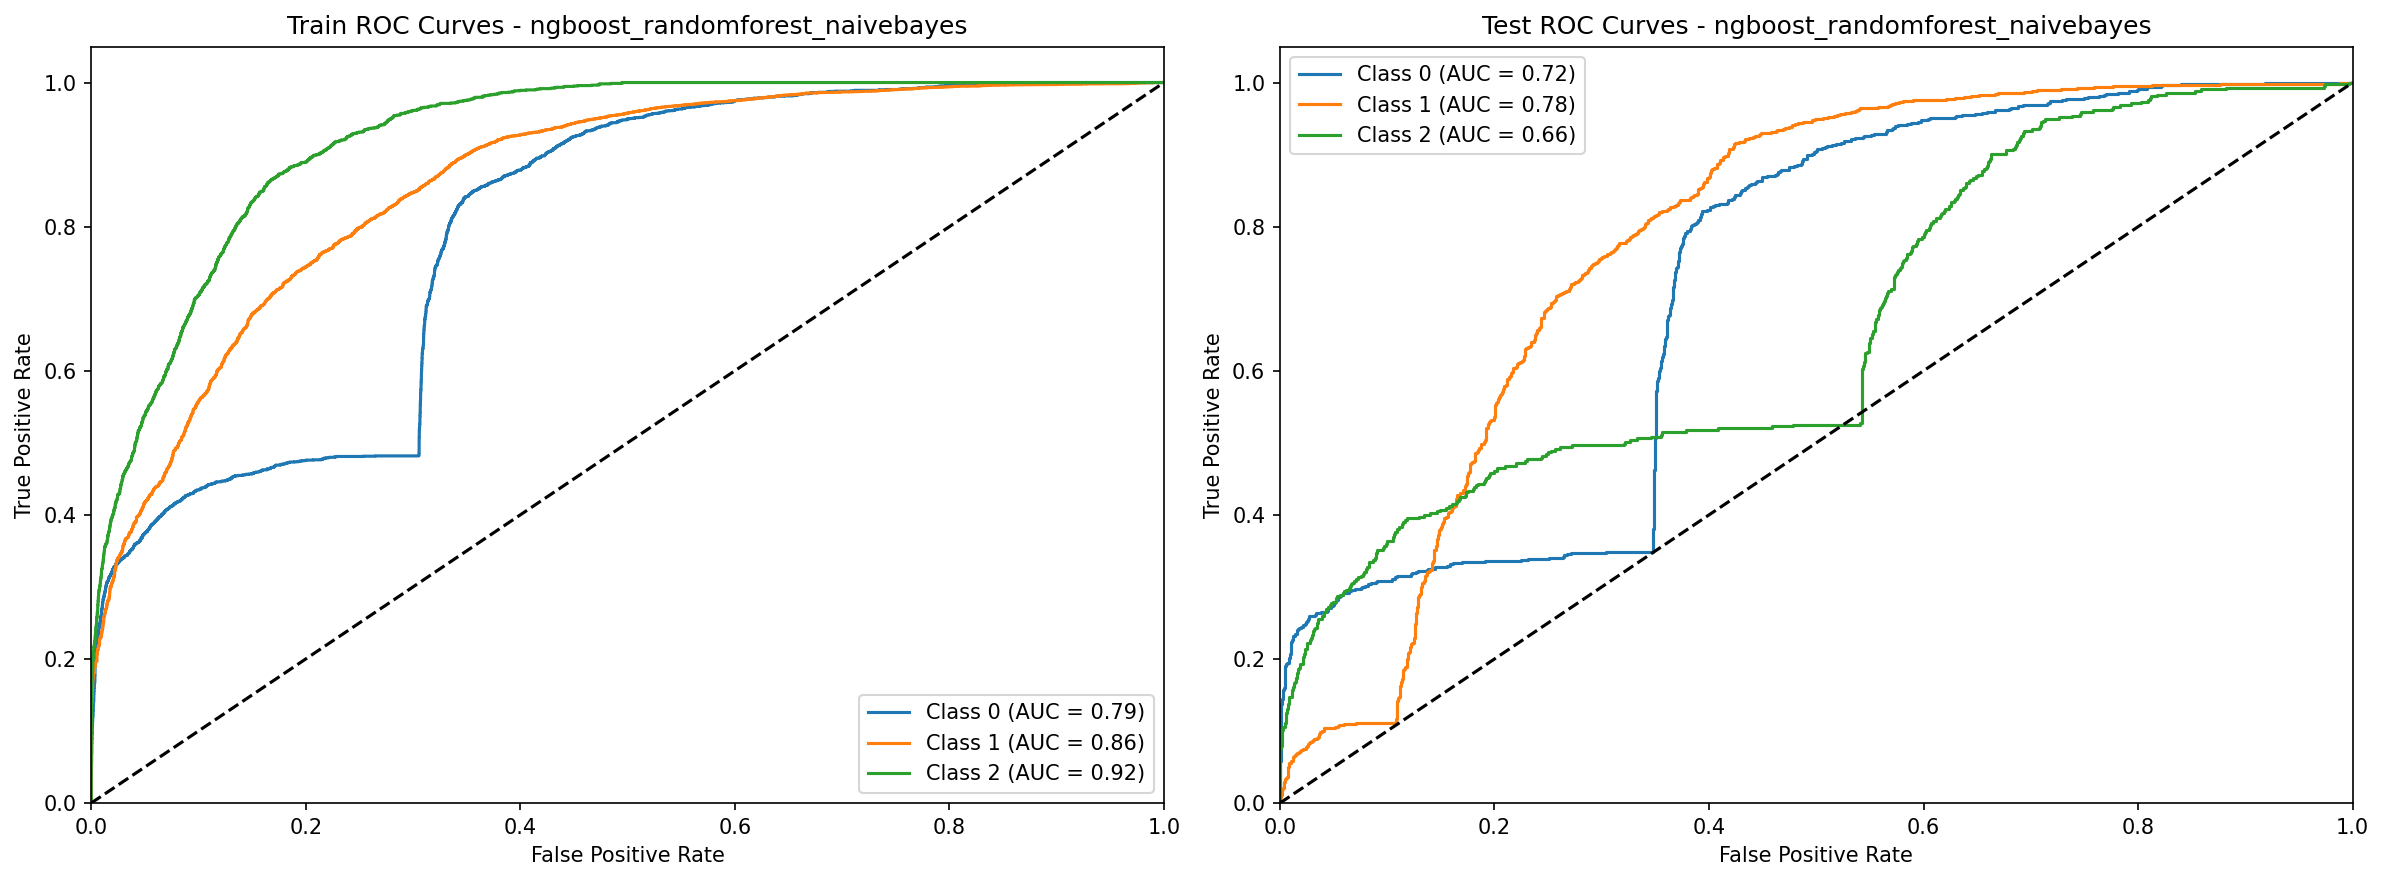 Train ROC Curves - ngboost_randomforest_naivebayes
True Positive Rate
1.0
0.8
0.6
0.4
0.2
0.0
Class 0 (AUC = 0.79)
Class 1 (AUC = 0.86)
Class 2 (AUC = 0.92)
0.0 0.2 0.4 0.6 0.8 1.0
False Positive Rate
Test ROC Curves - ngboost_randomforest_naivebayes
Class 0 (AUC = 0.72)
Class 1 (AUC = 0.78)
Class 2 (AUC = 0.66)
True Positive Rate
1.0
0.8
0.6
0.4
0.2
0.0
0.0 0.2 0.4 0.6 0.8 1.0
False Positive Rate